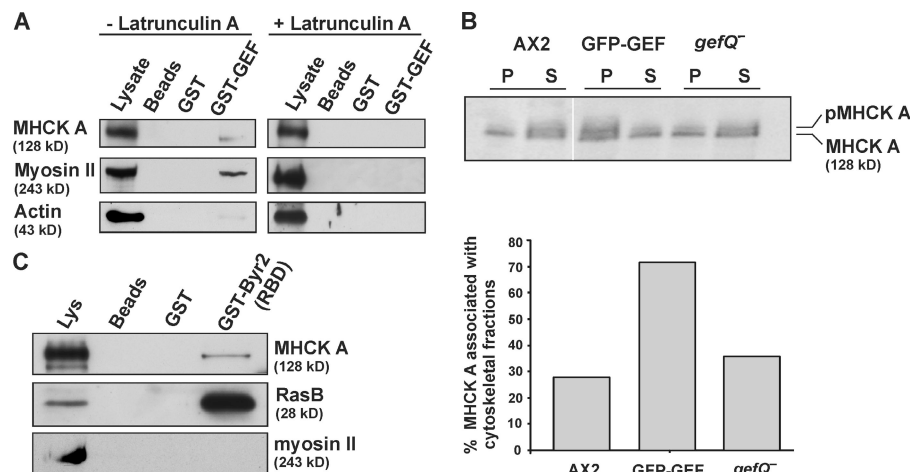 A
- Latrunculin A
+ Latrunculin A
Lysate
Beads
GST
GST-GEF
Lysate
Beads
GST
GST-GEF
MHCK A
(128 kD)
Myosin II
(243 kD)
Actin
(43 kD)
B
AX2
GFP-GEF
gefQ⁻
P
S
P
S
P
S
pMHCK A
MHCK A
(128 kD)
C
Lys
Beads
GST
GST-Byr2
(RBD)
MHCK A
(128 kD)
RasB
(28 kD)
myosin II
(243 kD)
% MHCK A associated with
cytoskeletal fractions
80
70
60
50
40
30
20
10
0
AX2
GFP-GEF
gefQ⁻